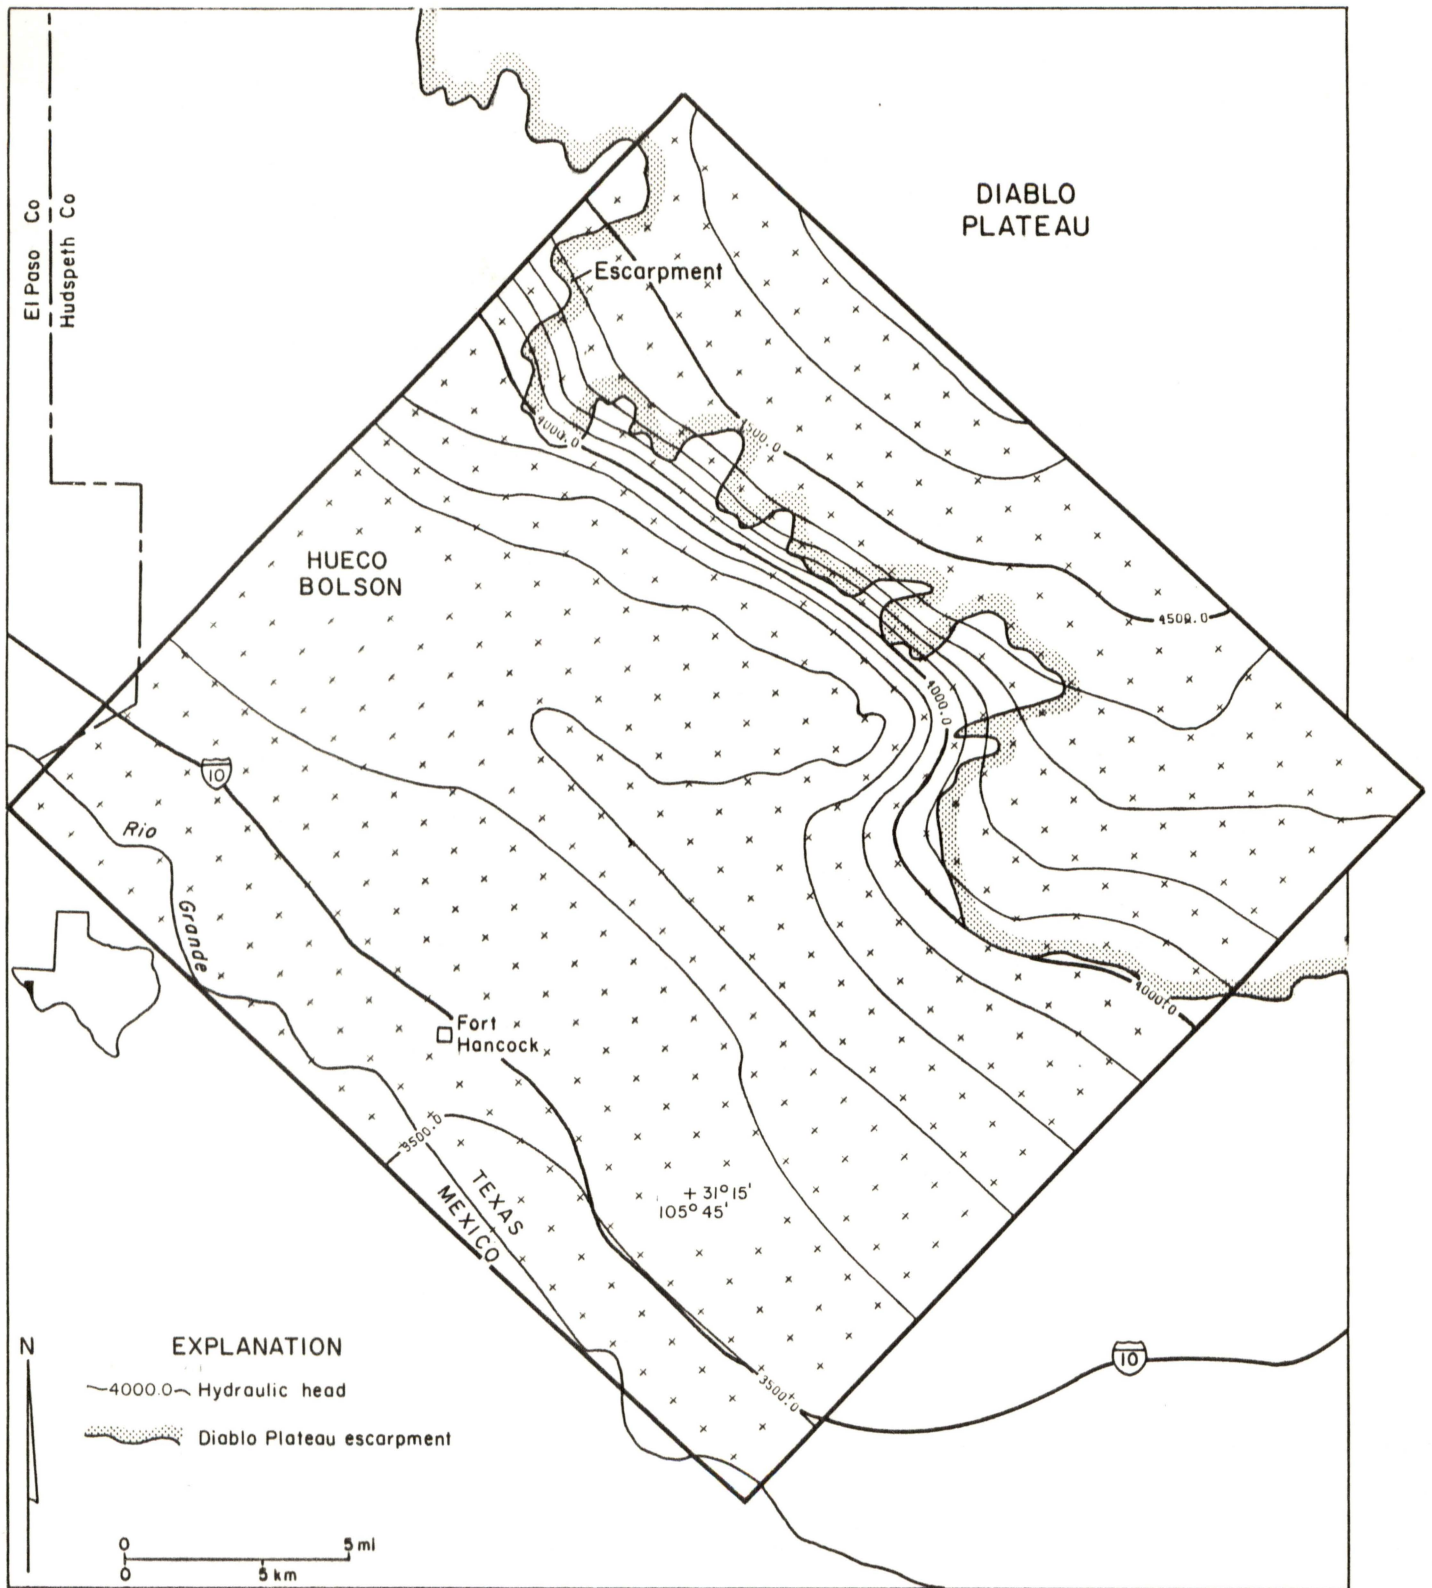 El Paso Co
Hudspeth Co
DIABLO
PLATEAU
Escarpment
4000.0
4500.0
HUECO
BOLSON
4500.0
4000.0
10
Rio
Grande
4000.0
Fort
Hancock
3500.0
TEXAS
MEXICO
+ 31° 15'
105° 45'
3500.0
10
N
EXPLANATION
4000.0 Hydraulic head
Diablo Plateau escarpment
0 5 mi
0 5 km